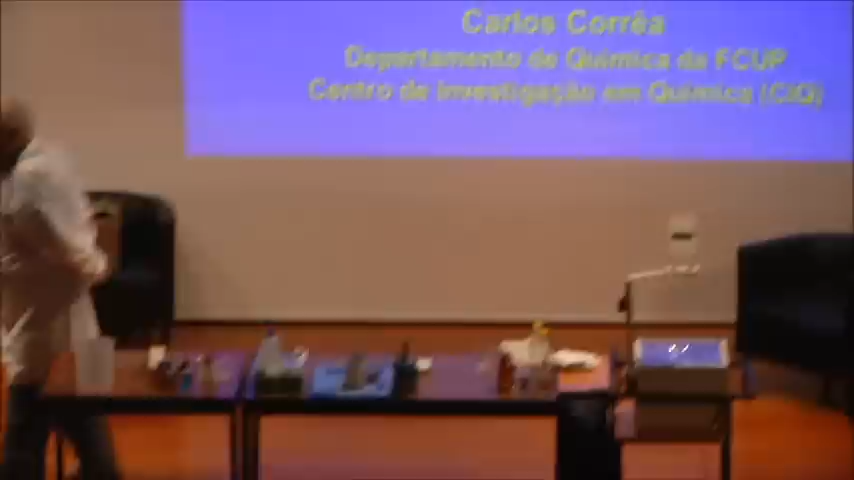 Carlos Corrêa
Departamento de Química da FCUP
Centro de Investigação em Química (CIQ)